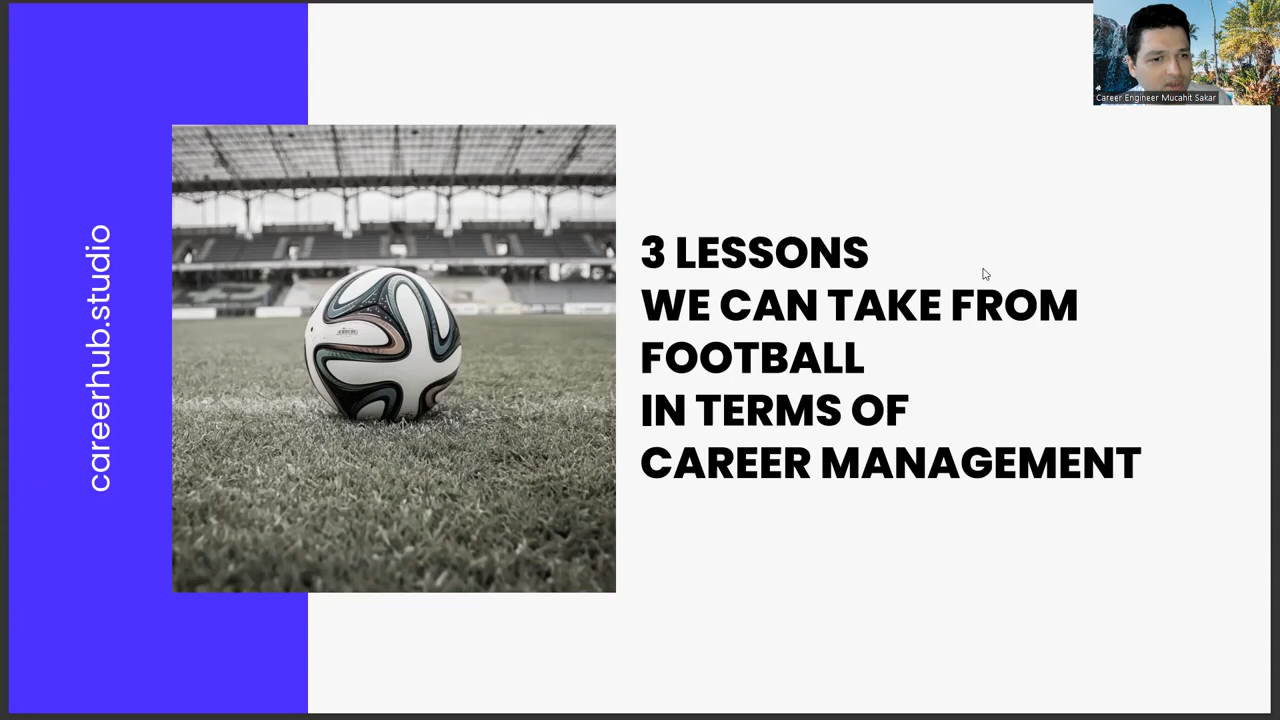 careerhub.studio
3 LESSONS
WE CAN TAKE FROM
FOOTBALL
IN TERMS OF
CAREER MANAGEMENT
Career Engineer Mucahit Sakar